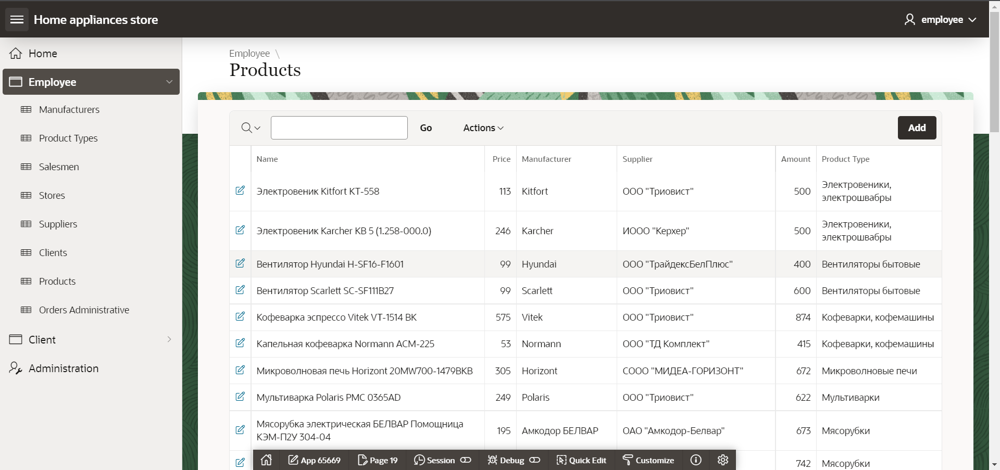 Home appliances store
employee
Home
Employee
Manufacturers
Product Types
Salesmen
Stores
Suppliers
Clients
Products
Orders Administrative
Client
Administration
Employee \
Products
Go
Actions
Add
Name Price Manufacturer Supplier Amount Product Type
Электровеник Kitfort KT-558 113 Kitfort ООО "Триовист" 500 Электровеники,
электрошвабры
Электровеник Karcher KB 5 (1.258-000.0) 246 Karcher ИООО "Керхер" 500 Электровеники,
электрошвабры
Вентилятор Hyundai H-SF16-F1601 99 Hyundai ООО "ТрайдексБелПлюс" 400 Вентиляторы бытовые
Вентилятор Scarlett SC-SF111B27 99 Scarlett ООО "Триовист" 600 Вентиляторы бытовые
Кофеварка эспрессо Vitek VT-1514 BK 575 Vitek ООО "Триовист" 874 Кофеварки, кофемашины
Капельная кофеварка Normann ACM-225 53 Normann ООО "ТД Комплект" 415 Кофеварки, кофемашины
Микроволновая печь Horizont 20MW700-1479BKB 305 Horizont СООО "МИДЕА-ГОРИЗОНТ" 672 Микроволновые печи
Мультиварка Polaris PMC 0365AD 249 Polaris ООО "Триовист" 622 Мультиварки
Мясорубка электрическая БЕЛВАР Помощница
КЭМ-П2У 304-04 195 Амкодор БЕЛВАР ОАО "Амкодор-Белвар" 673 Мясорубки
742 Мясорубки
App 65669 Page 19 Session Debug Quick Edit Customize